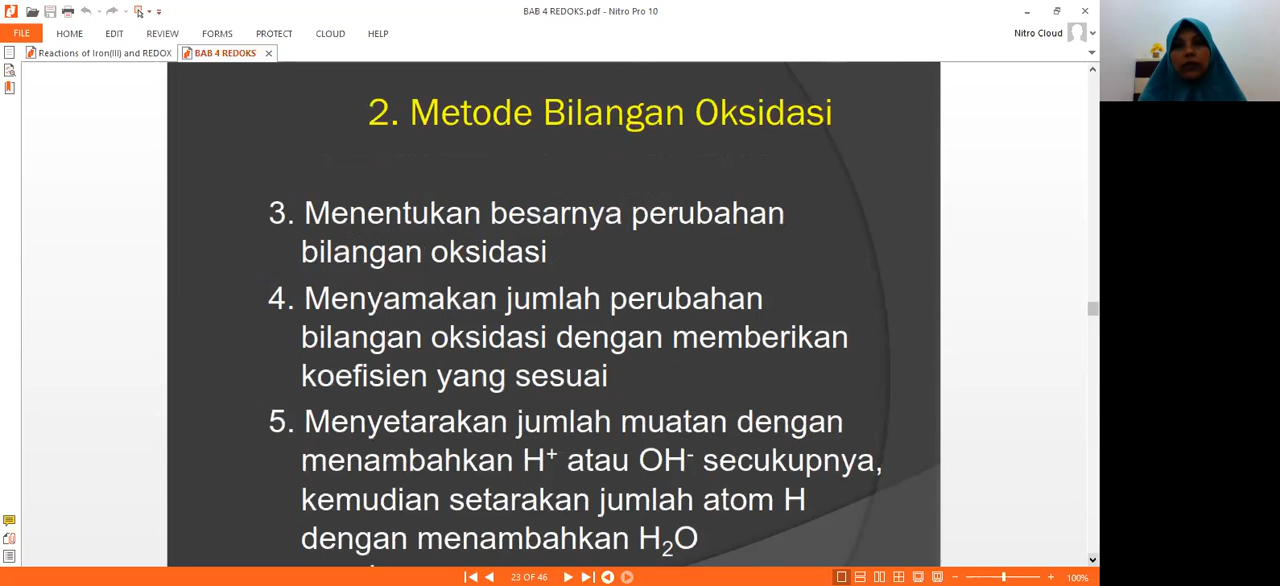 BAB 4 REDOKS.pdf - Nitro Pro 10
FILE HOME EDIT REVIEW FORMS PROTECT CLOUD HELP
Nitro Cloud
Reactions of Iron(III) and REDOX BAB 4 REDOKS
2. Metode Bilangan Oksidasi
3. Menentukan besarnya perubahan
bilangan oksidasi
4. Menyamakan jumlah perubahan
bilangan oksidasi dengan memberikan
koefisien yang sesuai
5. Menyetarakan jumlah muatan dengan
menambahkan H⁺ atau OH⁻ secukupnya,
kemudian setarakan jumlah atom H
dengan menambahkan H₂O
23 OF 46
100%